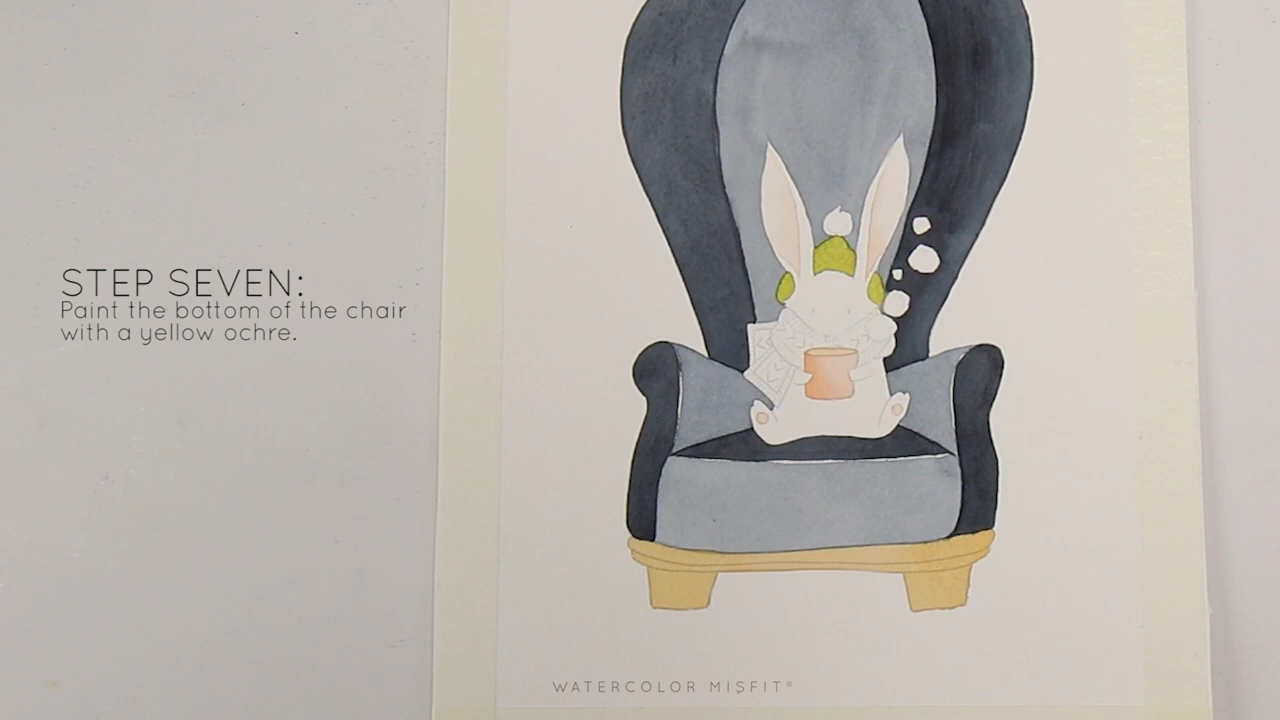 STEP SEVEN:
Paint the bottom of the chair
with a yellow ochre.
WATERCOLOR MISFIT®